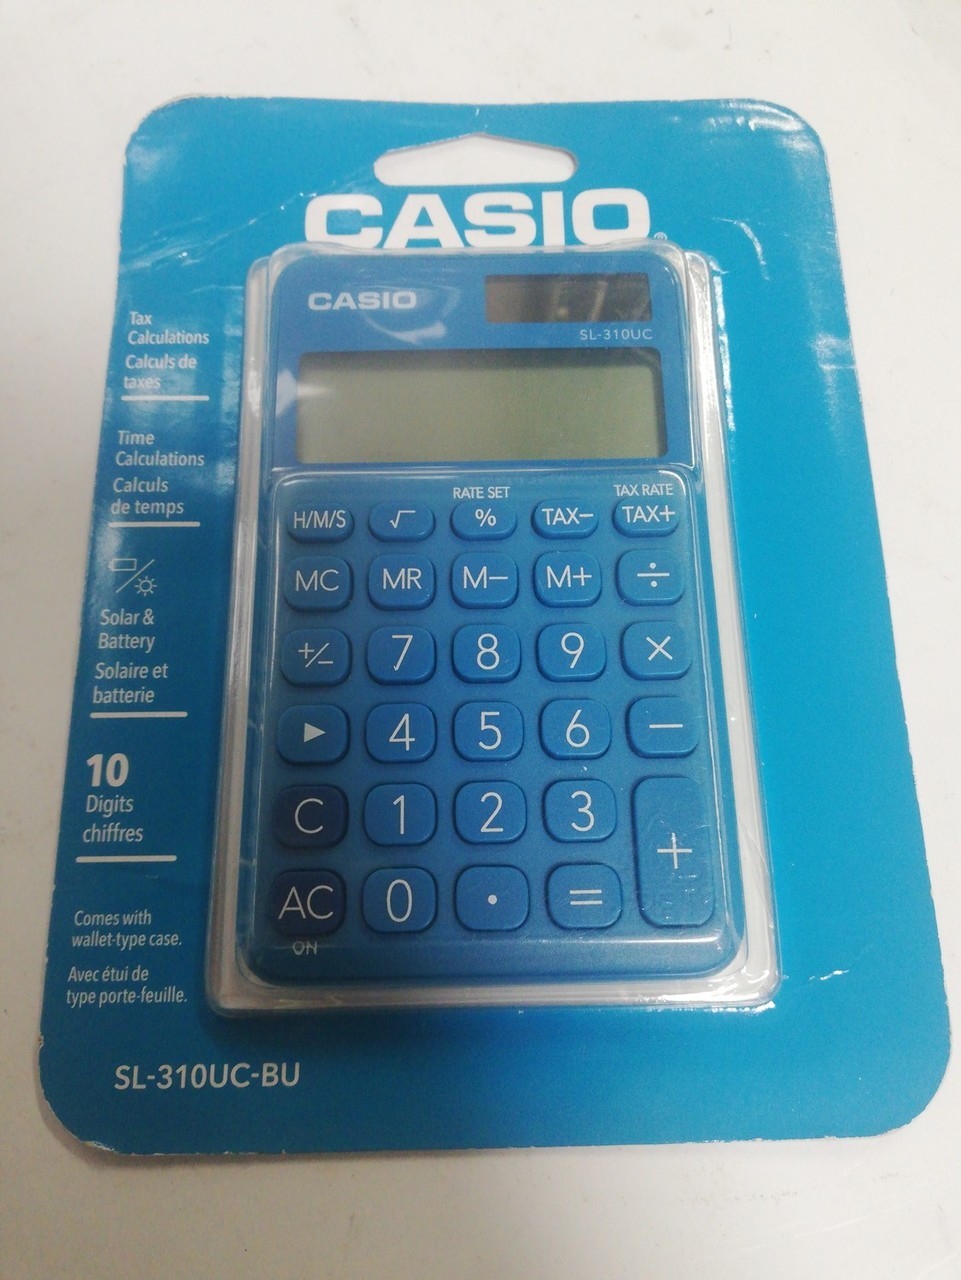 CASIO®
CASIO
SL-310UC
Tax
Calculations
Calculs de
taxes
Time
Calculations
Calculs
de temps
Solar &
Battery
Solaire et
batterie
10
Digits
chiffres
Comes with
wallet-type case.
Avec étui de
type porte-feuille.
RATE SET TAX RATE
H/M/S √ % TAX− TAX+
MC MR M− M+ ÷
+/− 7 8 9 ×
▶ 4 5 6 −
C 1 2 3 +
AC 0 · =
ON
SL-310UC-BU